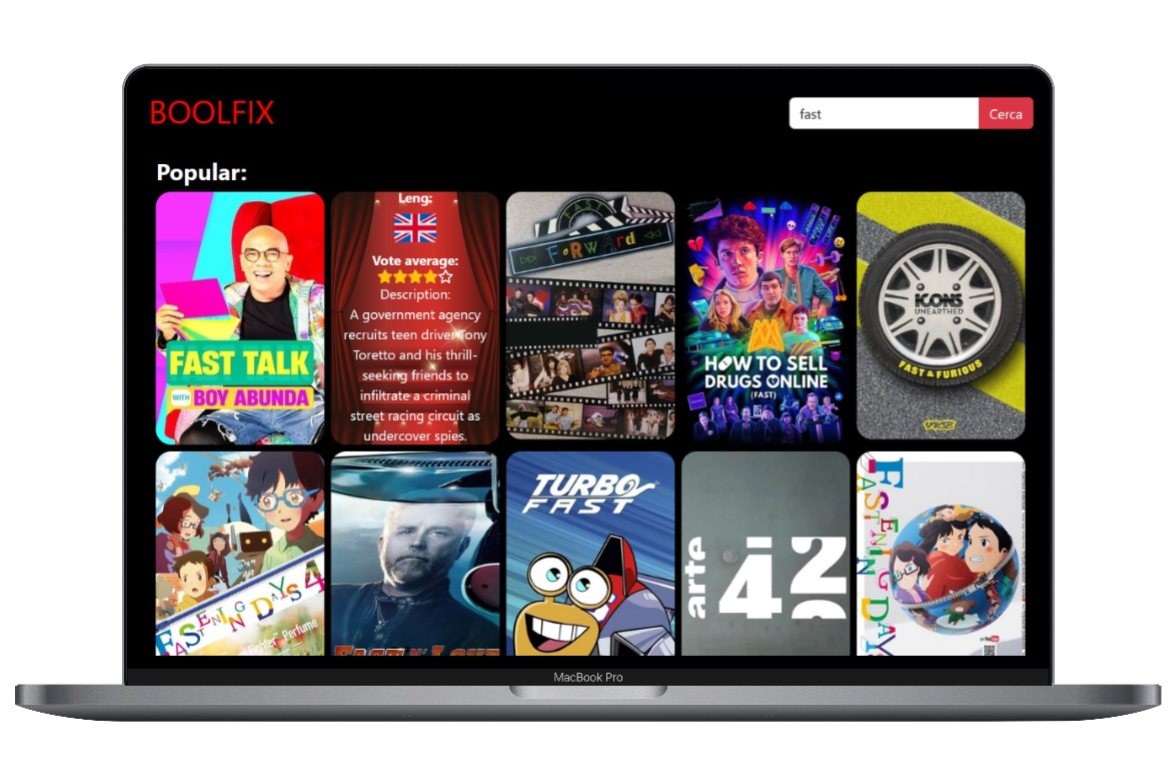 BOOLFIX
fast
Cerca
Popular:
FAST TALK
WITH BOY ABUNDA
Leng:
Vote average:
Description:
A government agency
recruits teen driver Tony
Toretto and his thrill-
seeking friends to
infiltrate a criminal
street racing circuit as
undercover spies.
FAST
FORWARD
HOW TO SELL
DRUGS ONLINE
(FAST)
ICONS
UNEARTHED
FAST & FURIOUS
VICE
FASTENING DAYS 4
Perfume
TURBO
FAST
arte
42
FASTENING DAYS
MacBook Pro